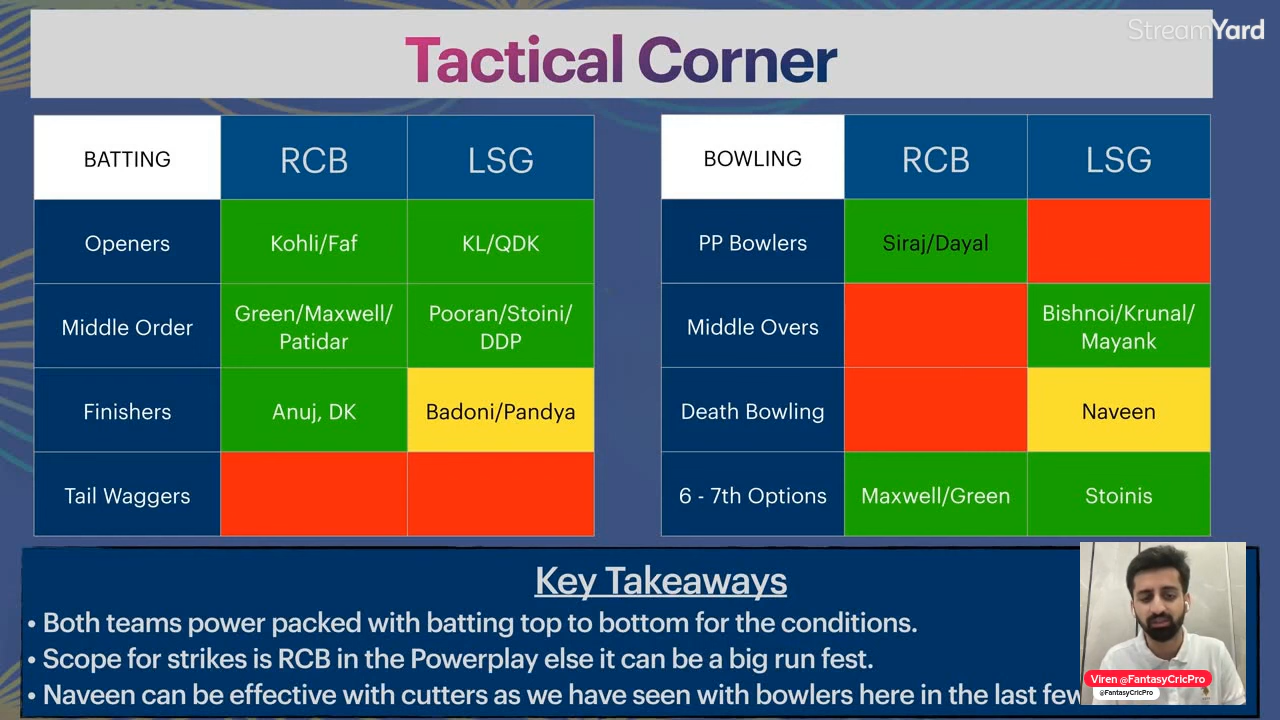 StreamYard
Tactical Corner
BATTING RCB LSG
Openers Kohli/Faf KL/QDK
Middle Order Green/Maxwell/ Pooran/Stoini/
Patidar DDP
Finishers Anuj, DK Badoni/Pandya
Tail Waggers
BOWLING RCB LSG
PP Bowlers Siraj/Dayal
Middle Overs Bishnoi/Krunal/
Mayank
Death Bowling Naveen
6 - 7th Options Maxwell/Green Stoinis
Key Takeaways
• Both teams power packed with batting top to bottom for the conditions.
• Scope for strikes is RCB in the Powerplay else it can be a big run fest.
• Naveen can be effective with cutters as we have seen with bowlers here in the last few
Viren @FantasyCricPro
@FantasyCricPro